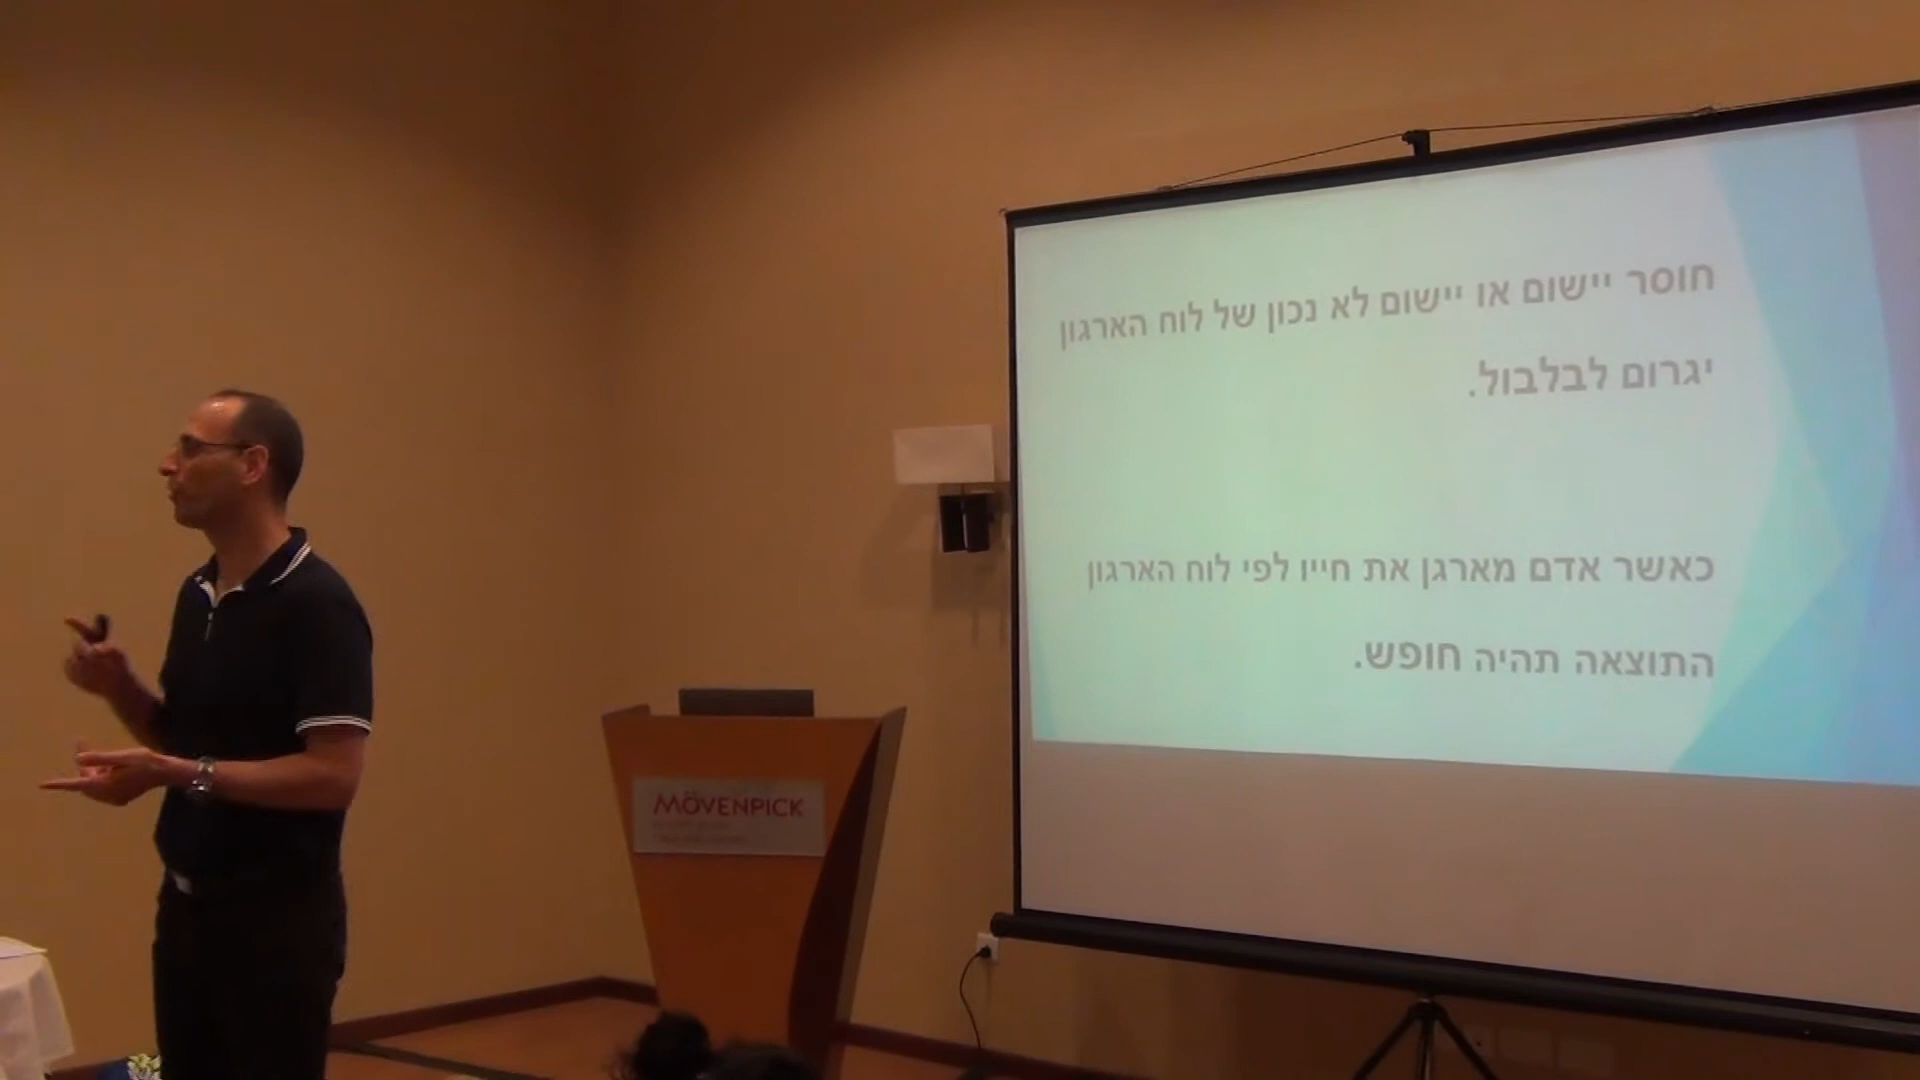 חוסר יישום או יישום לא נכון של לוח הארגון
יגרום לבלבול.
כאשר אדם מארגן את חייו לפי לוח הארגון
התוצאה תהיה חופש.
MÖVENPICK